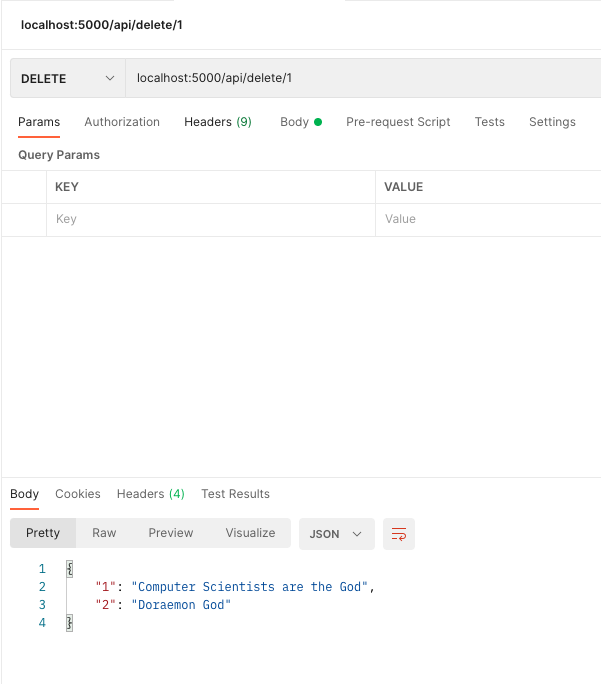 localhost:5000/api/delete/1
DELETE localhost:5000/api/delete/1
Params Authorization Headers (9) Body Pre-request Script Tests Settings
Query Params
KEY VALUE
Key Value
Body Cookies Headers (4) Test Results
Pretty Raw Preview Visualize JSON
1 {
2 "1": "Computer Scientists are the God",
3 "2": "Doraemon God"
4 }